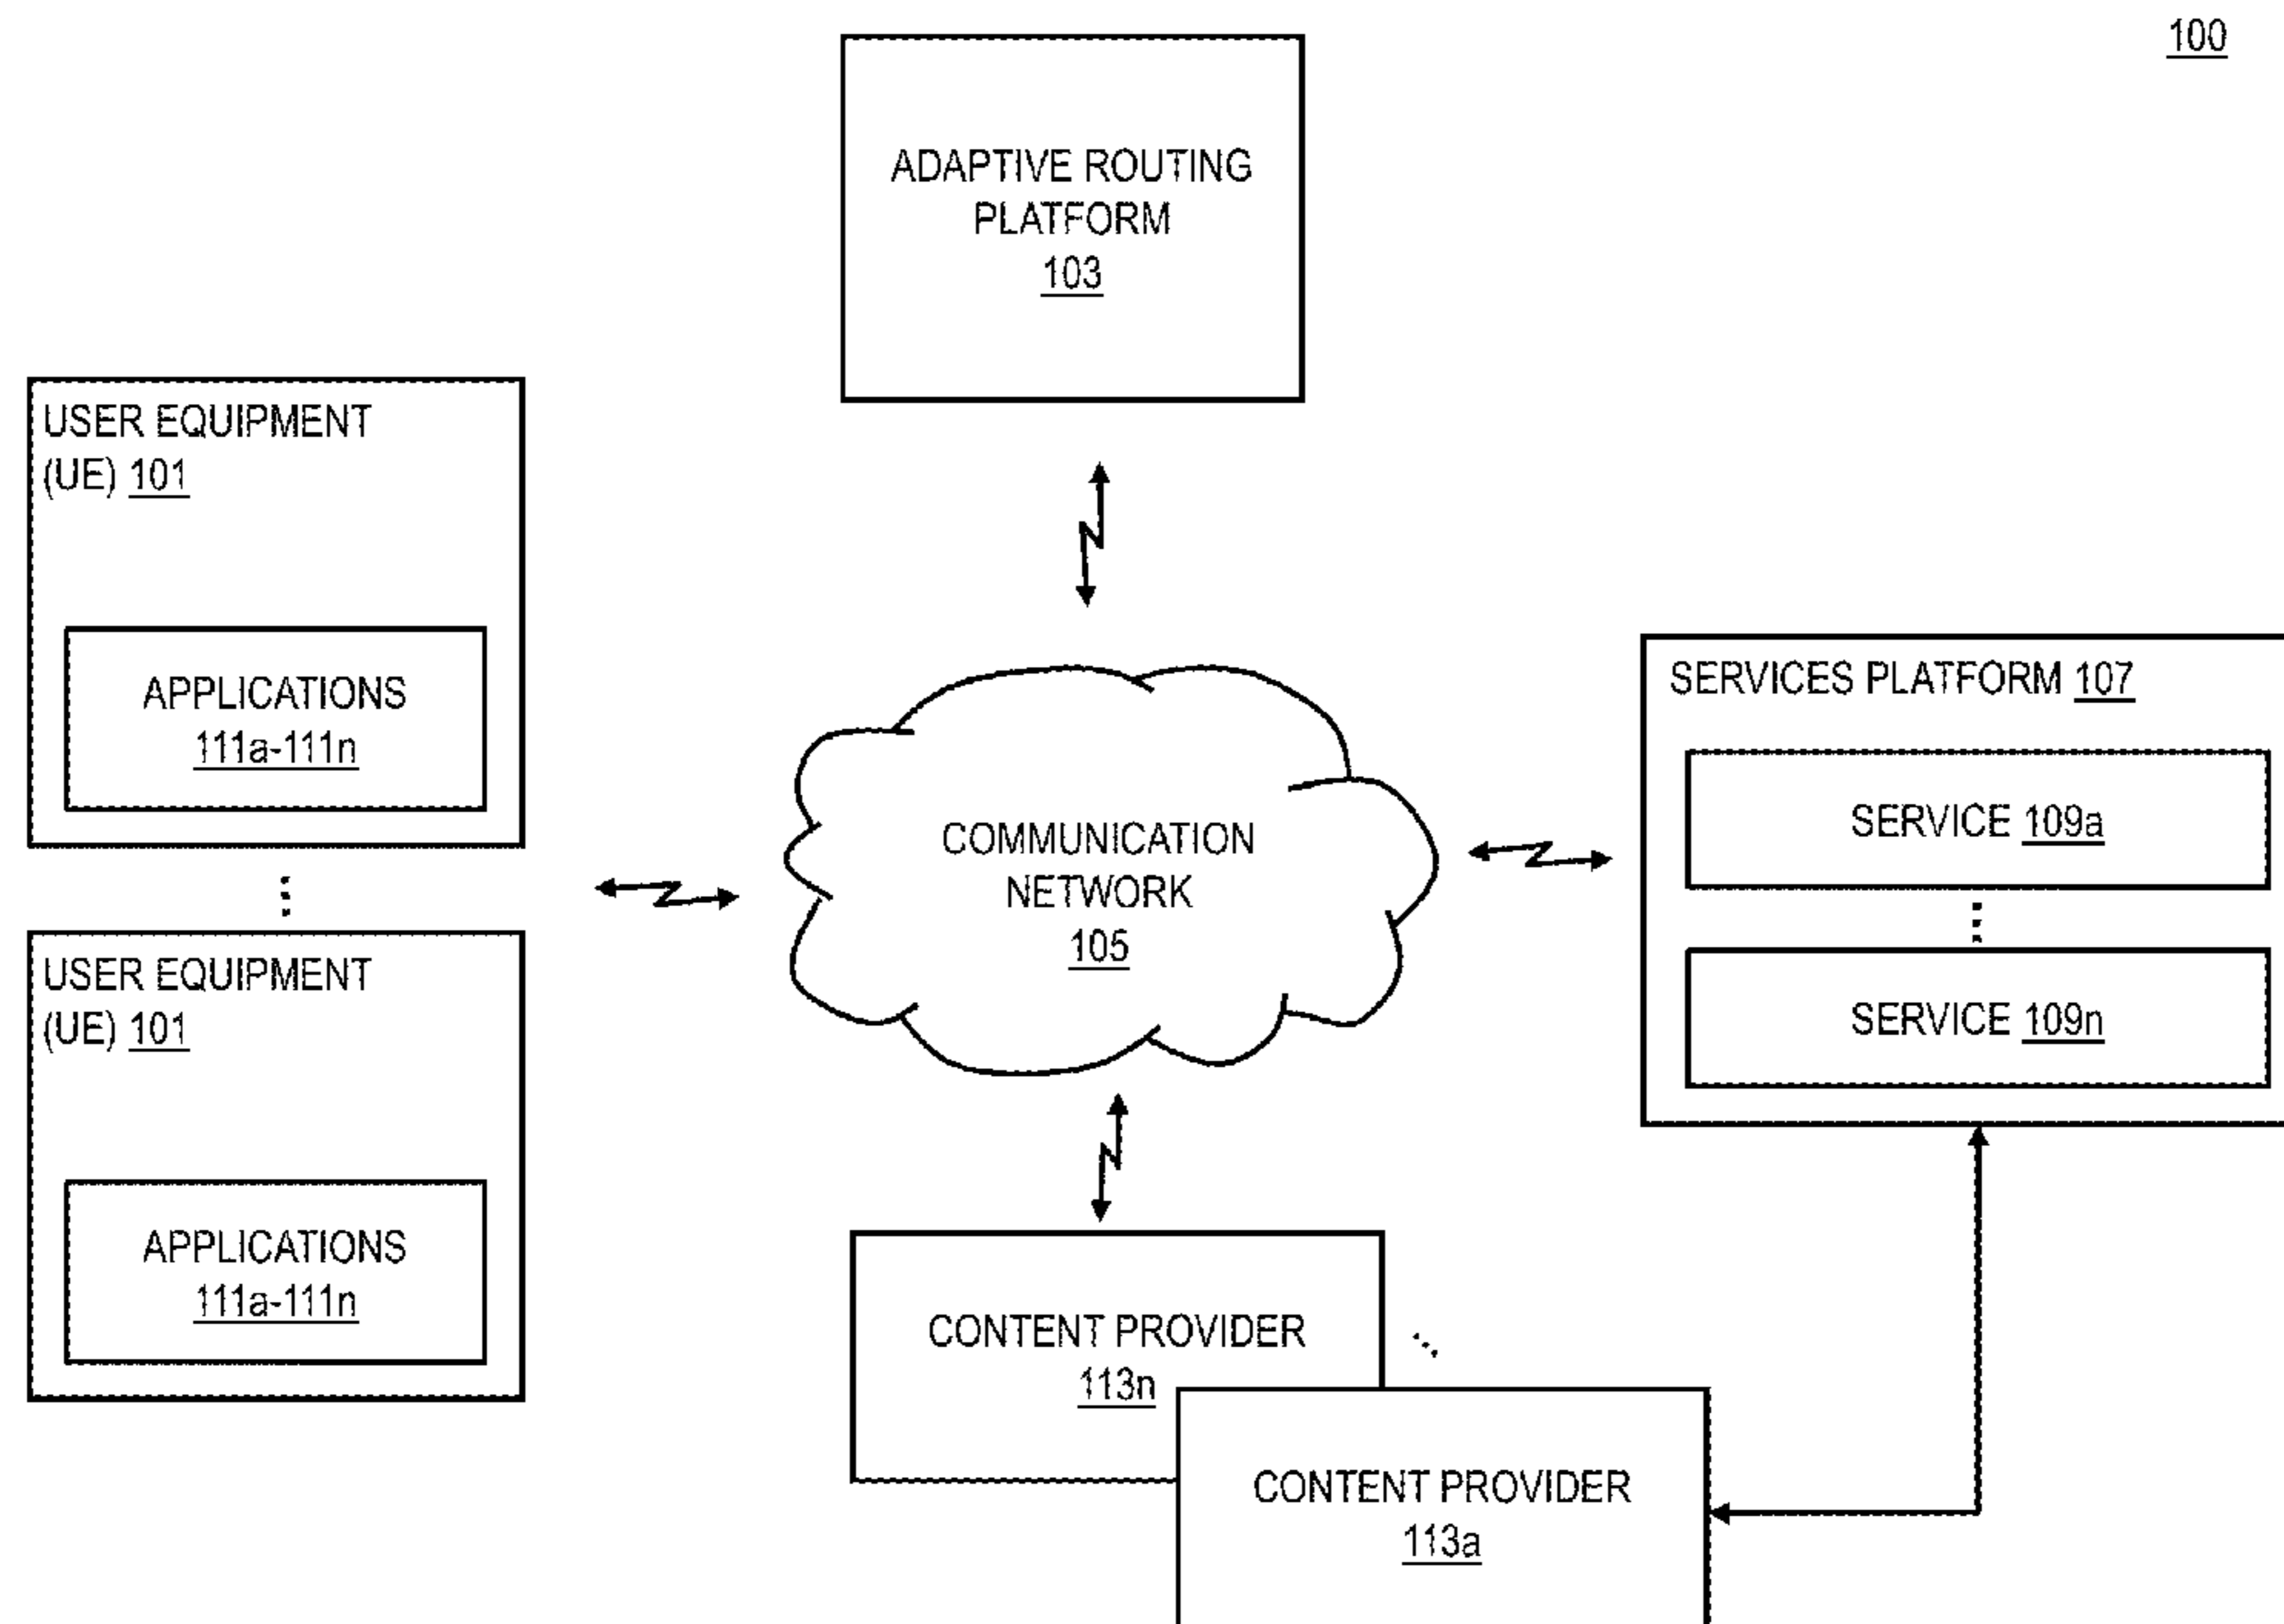 100
ADAPTIVE ROUTING
PLATFORM
103
USER EQUIPMENT
(UE) 101
APPLICATIONS
111a-111n
USER EQUIPMENT
(UE) 101
APPLICATIONS
111a-111n
COMMUNICATION
NETWORK
105
SERVICES PLATFORM 107
SERVICE 109a
SERVICE 109n
CONTENT PROVIDER
113n
CONTENT PROVIDER
113a